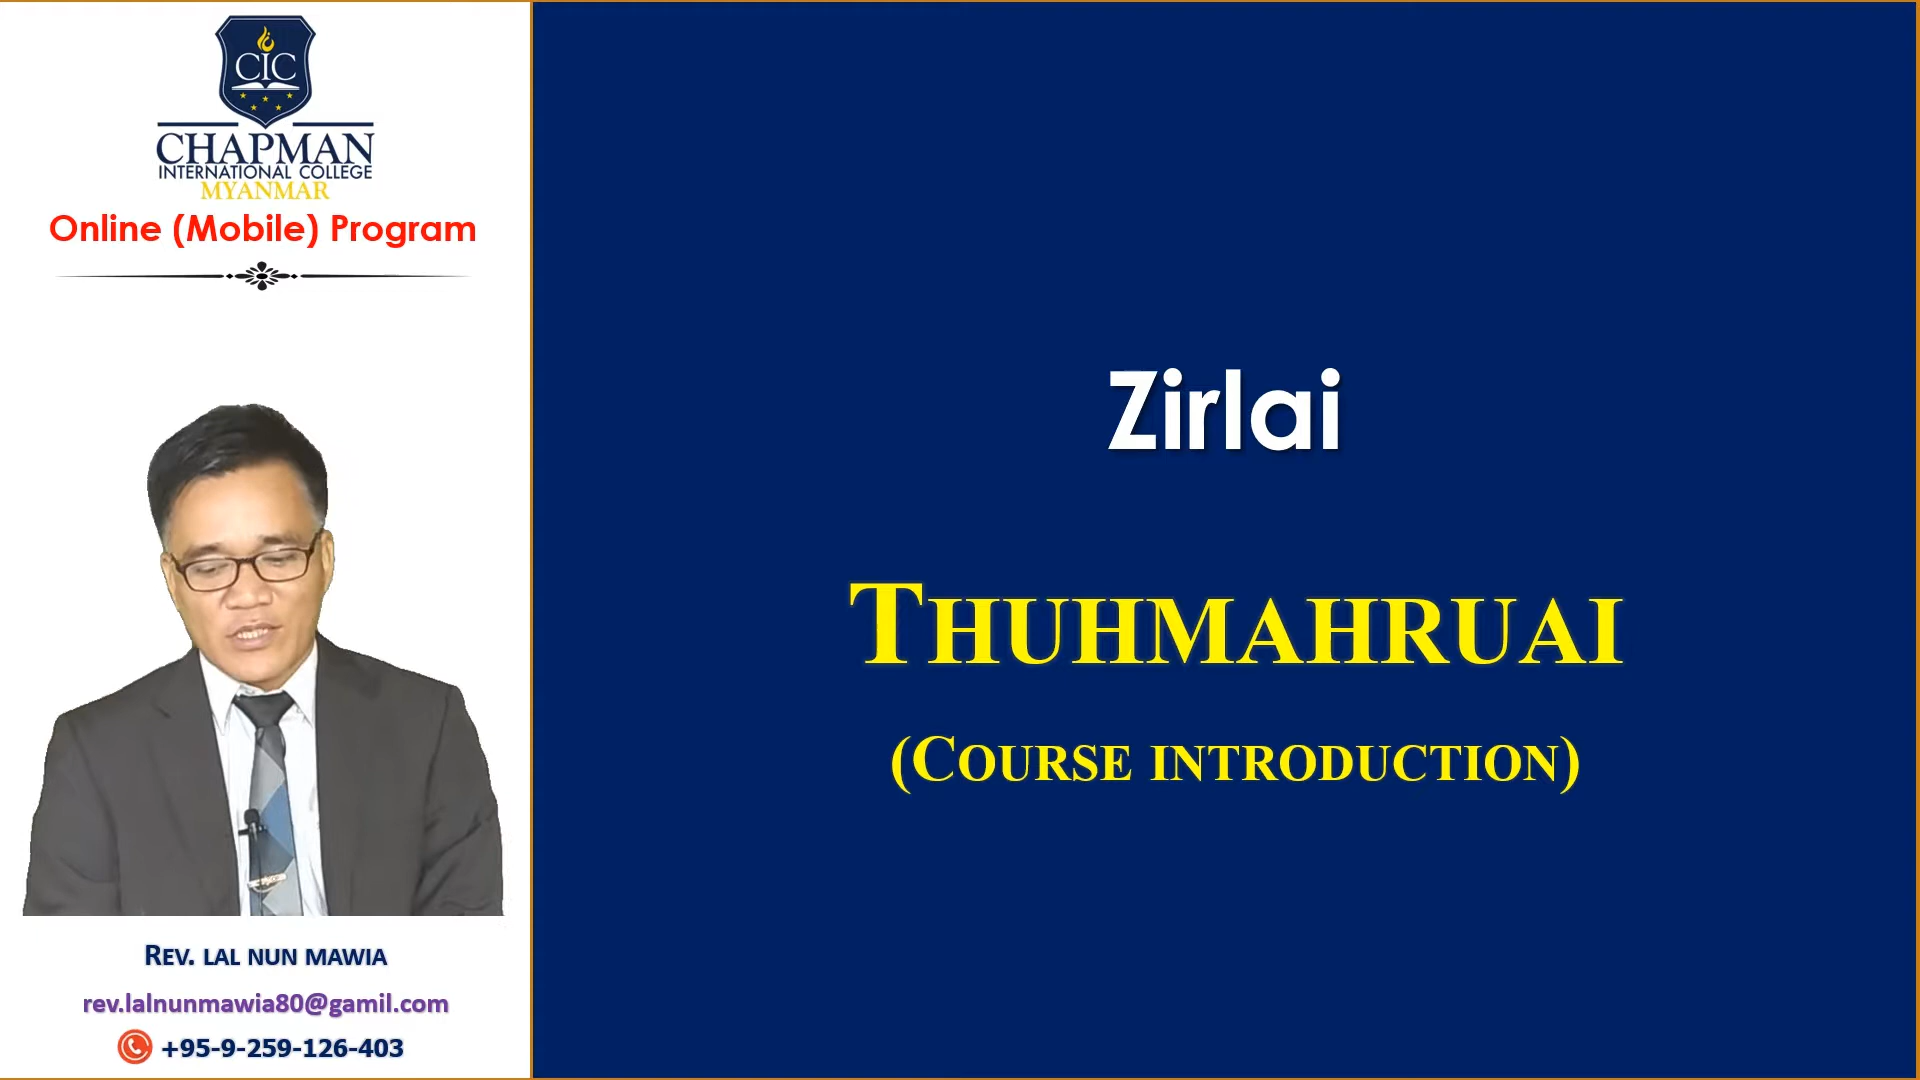 CIC
CHAPMAN
INTERNATIONAL COLLEGE
MYANMAR
Online (Mobile) Program
REV. LAL NUN MAWIA
rev.lalnunmawia80@gamil.com
+95-9-259-126-403
Zirlai
THUHMAHRUAI
(COURSE INTRODUCTION)